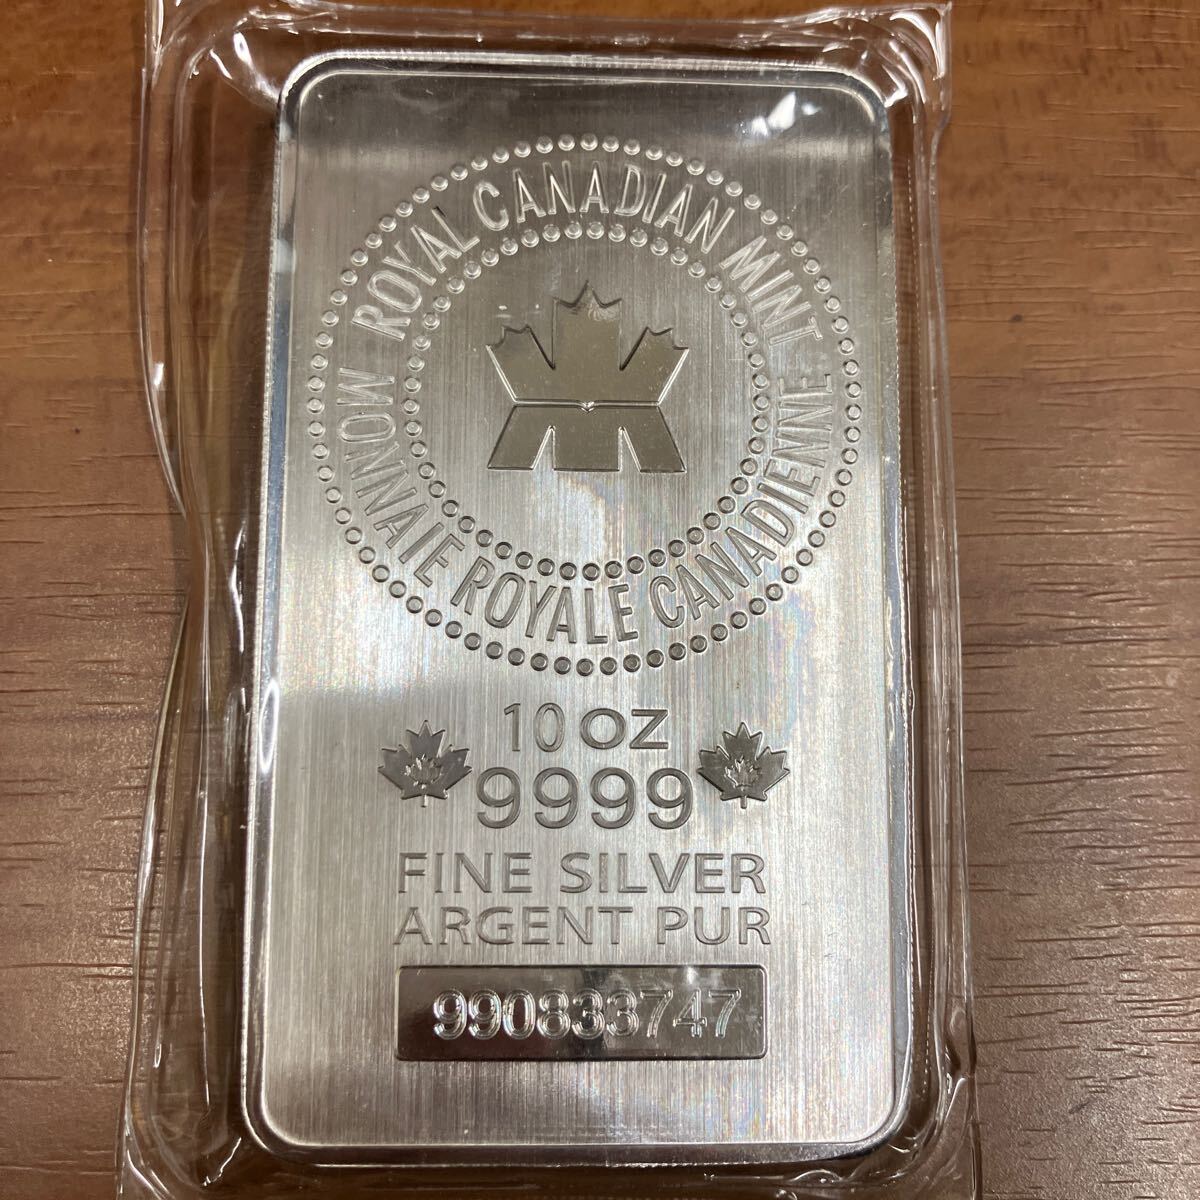 ROYAL CANADIAN MINT
MONNAIE ROYALE CANADIENNE
10 OZ
9999
FINE SILVER
ARGENT PUR
990833747